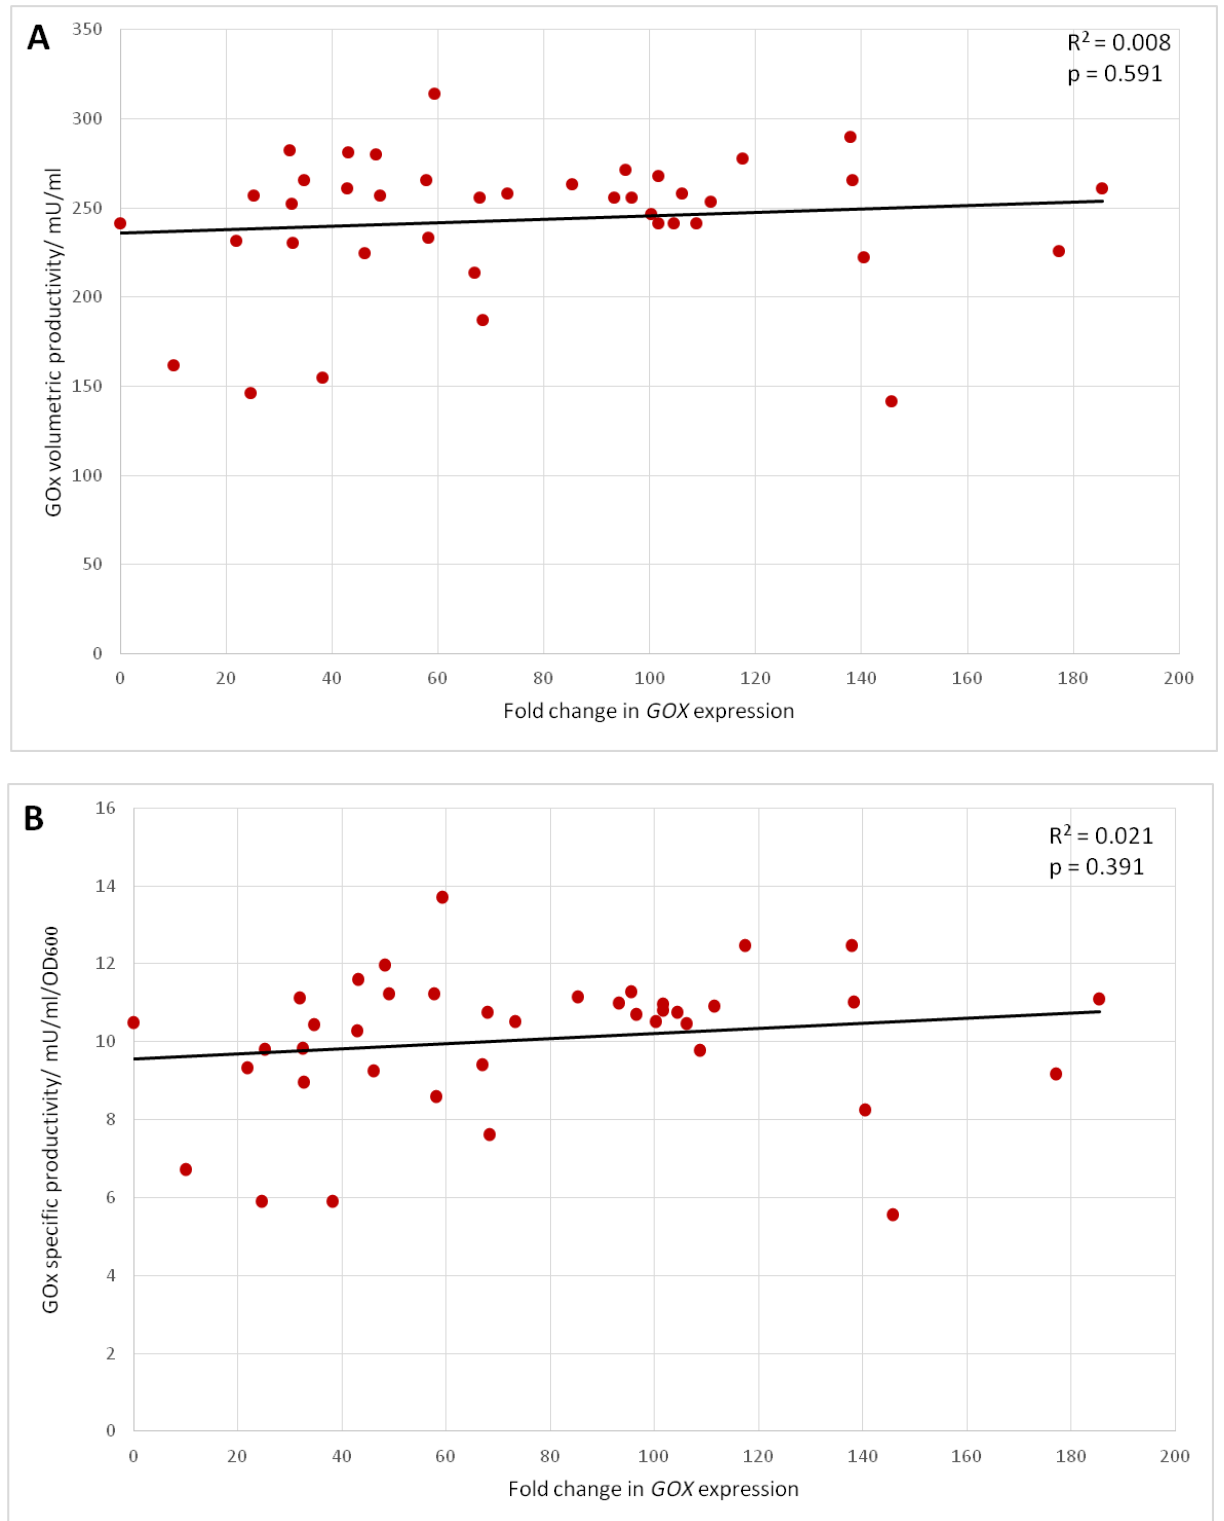 A
R² = 0.008
p = 0.591
350
300
250
200
150
100
50
0
GOx volumetric productivity/ mU/ml
0 20 40 60 80 100 120 140 160 180 200
Fold change in GOX expression
B
R² = 0.021
p = 0.391
16
14
12
10
8
6
4
2
0
GOx specific productivity/ mU/ml/OD600
0 20 40 60 80 100 120 140 160 180 200
Fold change in GOX expression